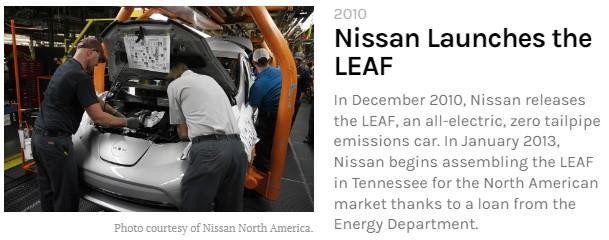 2010
Nissan Launches the
LEAF
In December 2010, Nissan releases
the LEAF, an all-electric, zero tailpipe
emissions car. In January 2013,
Nissan begins assembling the LEAF
in Tennessee for the North American
market thanks to a loan from the
Energy Department.
Photo courtesy of Nissan North America.